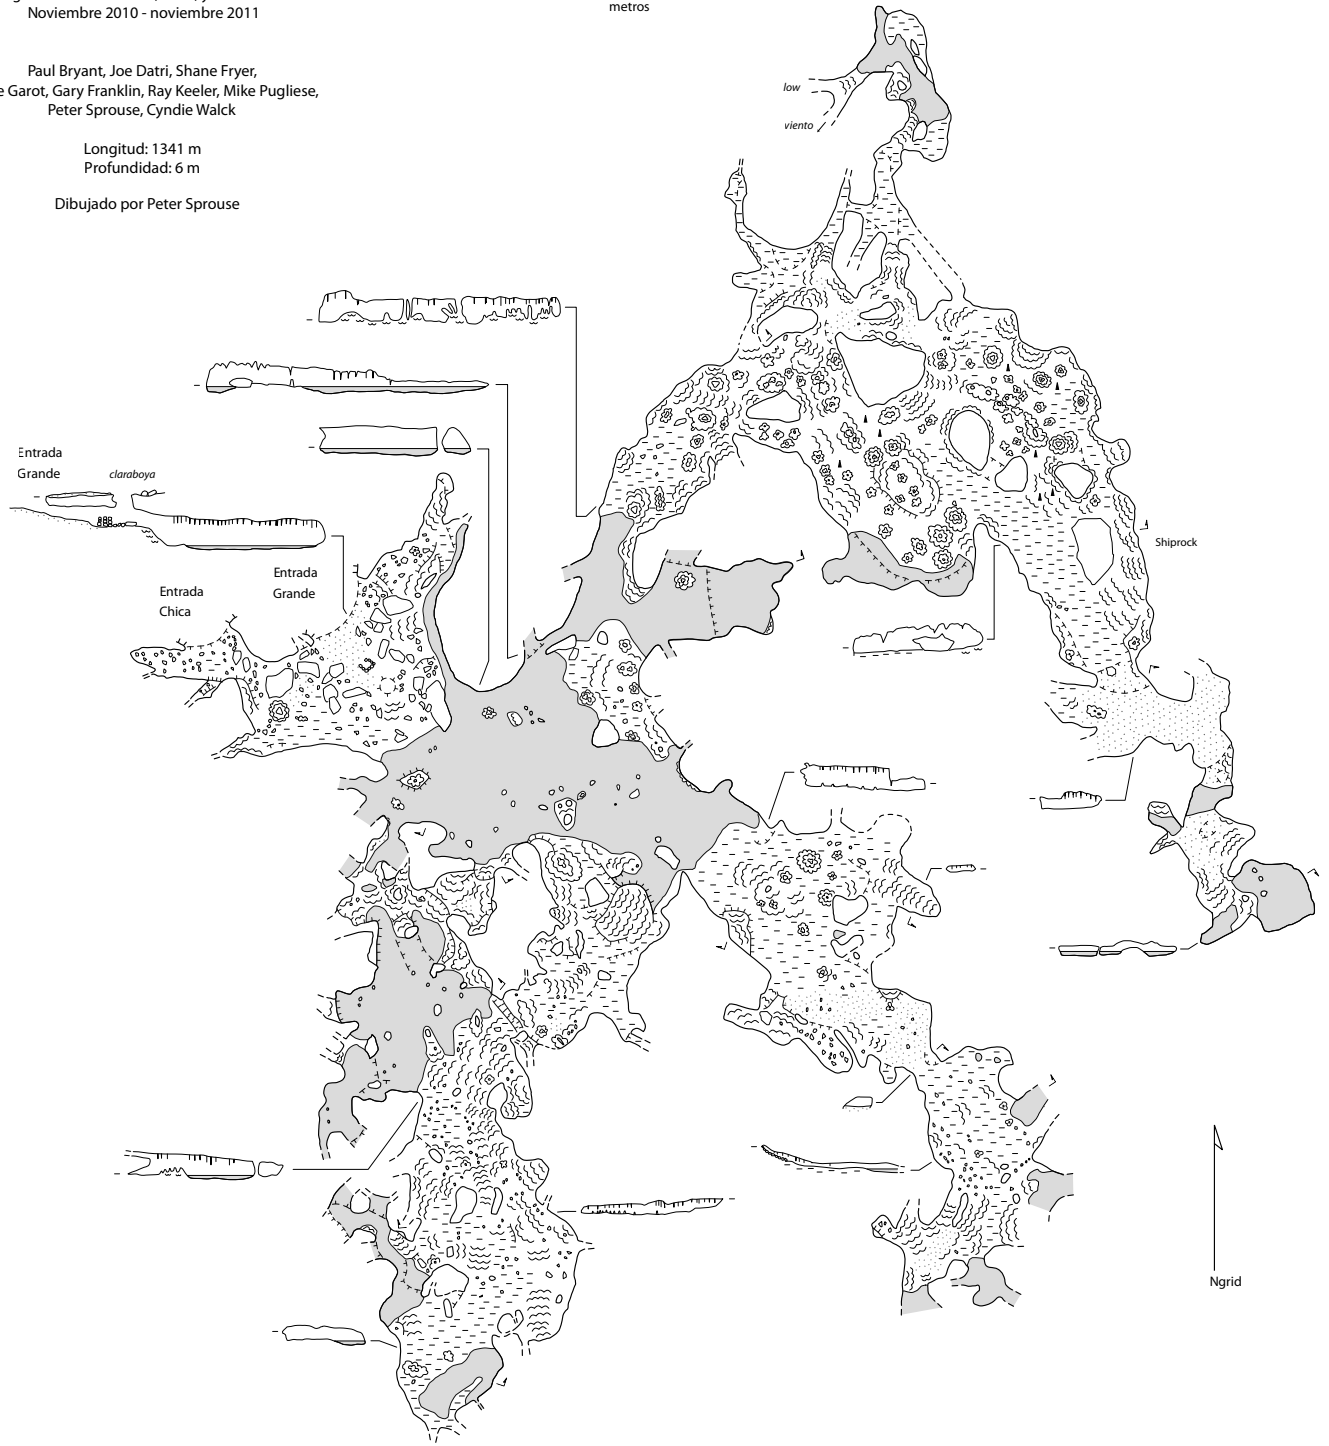 Noviembre 2010 - noviembre 2011
metros
Paul Bryant, Joe Datri, Shane Fryer,
Garot, Gary Franklin, Ray Keeler, Mike Pugliese,
Peter Sprouse, Cyndie Walck
Longitud: 1341 m
Profundidad: 6 m
Dibujado por Peter Sprouse
low
viento
Entrada
Grande
claraboya
Entrada
Chica
Entrada
Grande
Shiprock
Ngrid